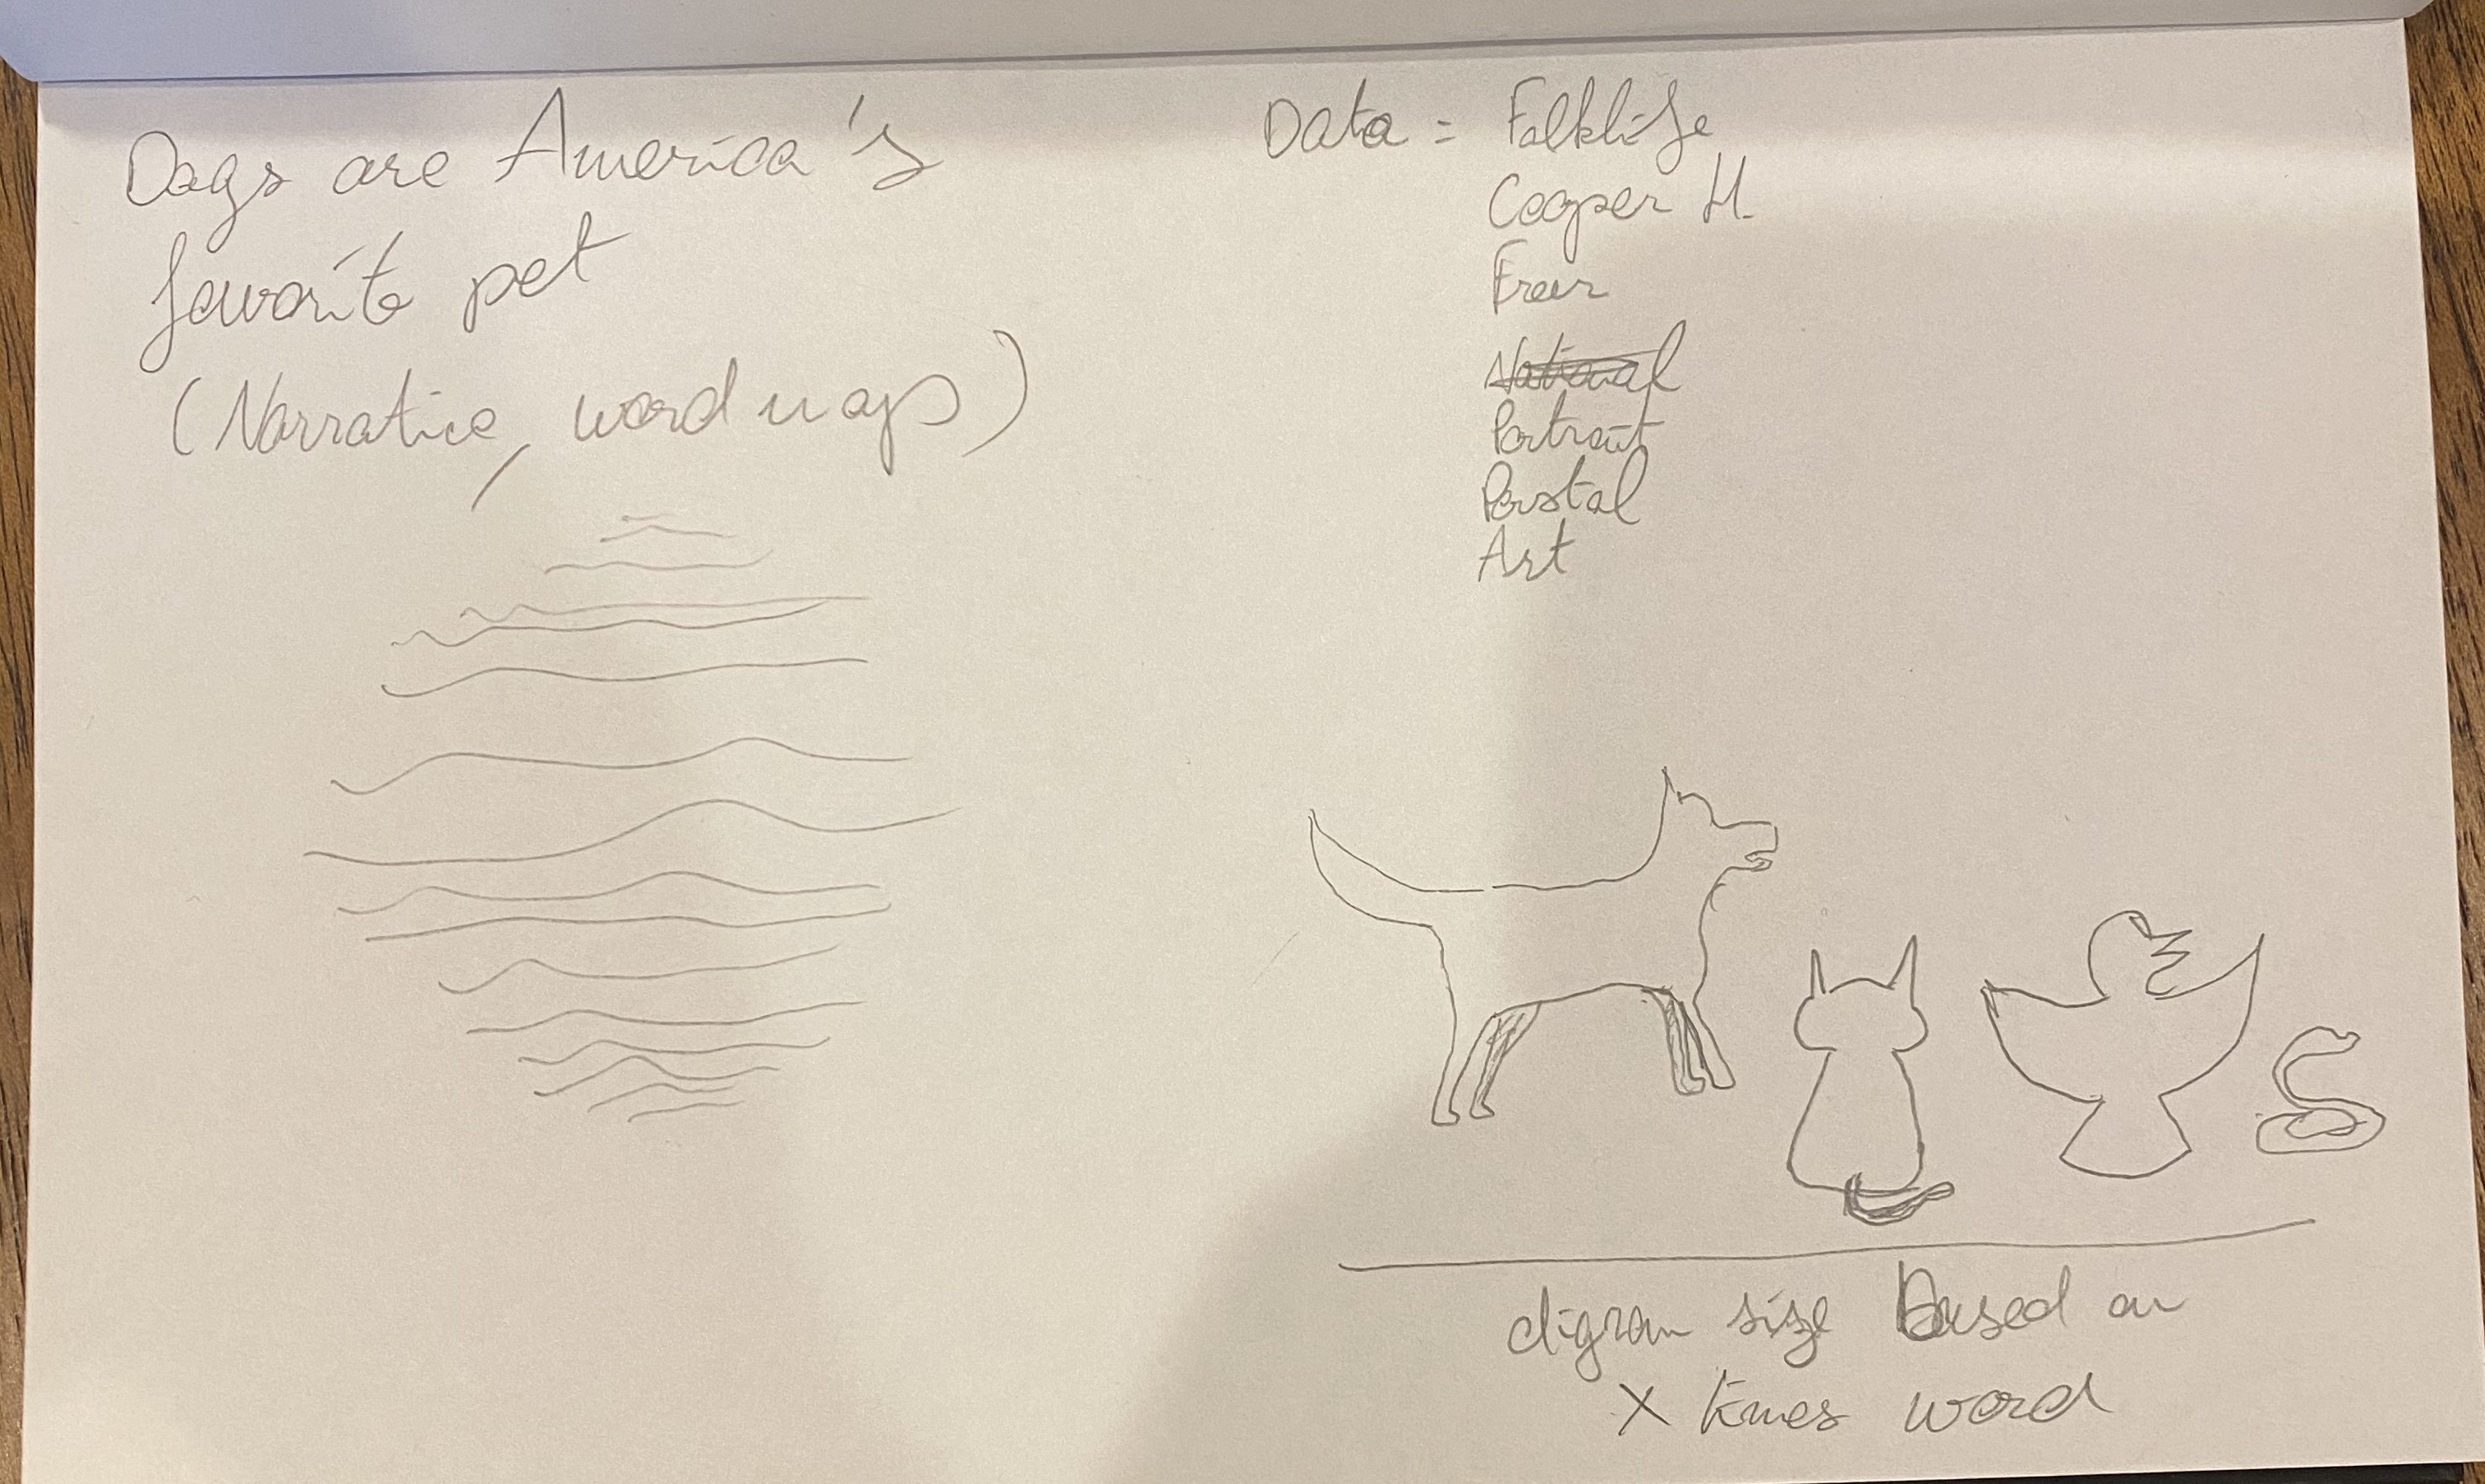 Dogs are America's
favorite pet
(Narrative, word maps)
Data = Folklife
Cooper H.
Freer
National
Portrait
Postal
Art
digram size Based on
X times word